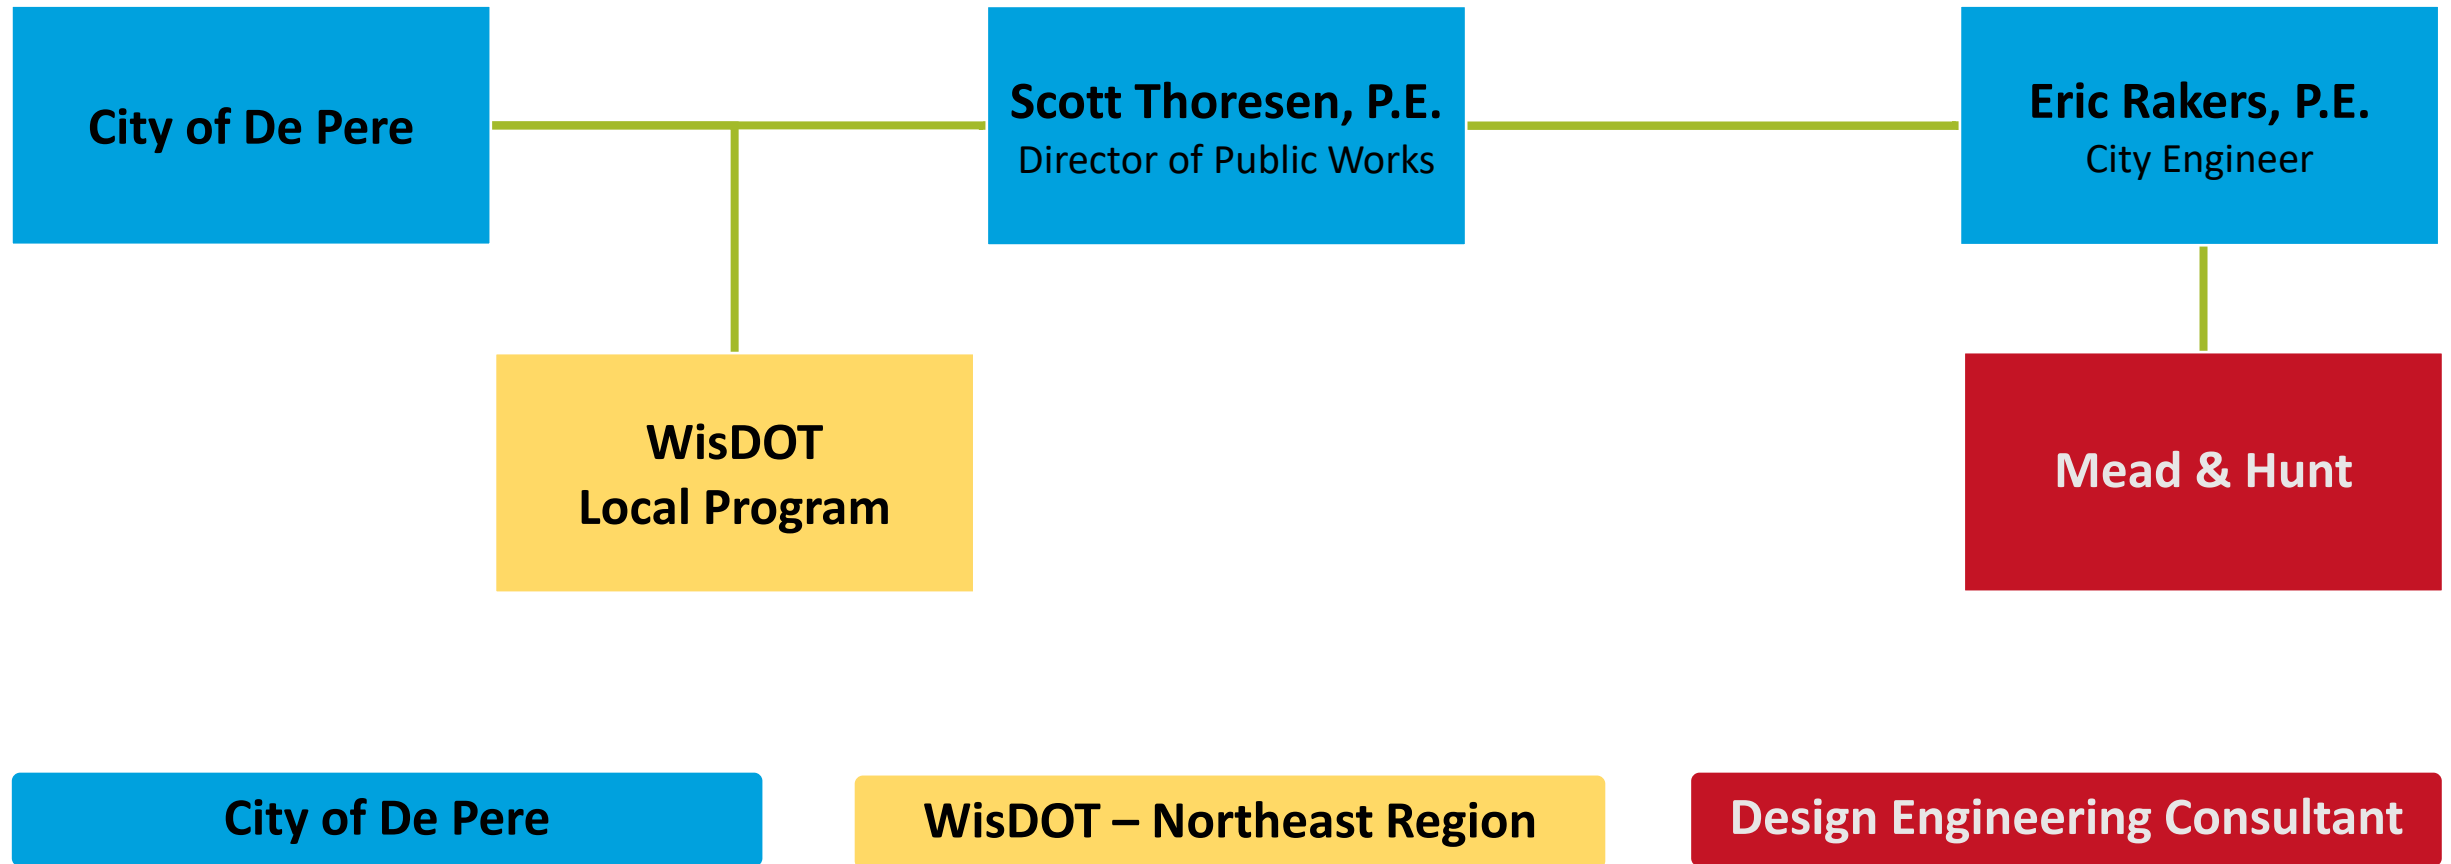 City of De Pere
Scott Thoresen, P.E.
Director of Public Works
Eric Rakers, P.E.
City Engineer
WisDOT
Local Program
Mead & Hunt
City of De Pere
WisDOT – Northeast Region
Design Engineering Consultant